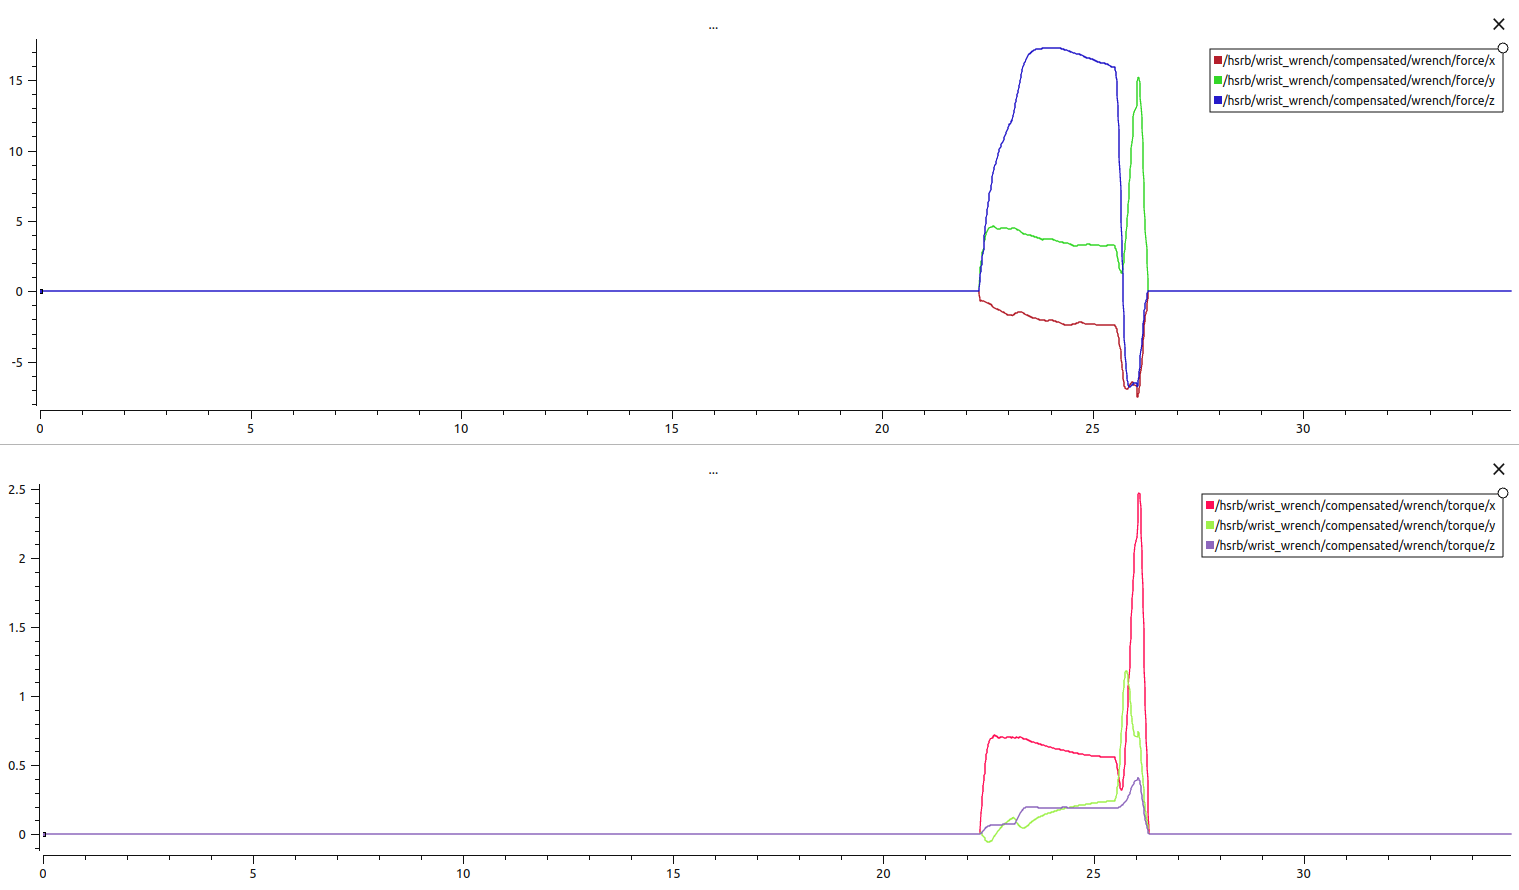 ...
/hsrb/wrist_wrench/compensated/wrench/force/x
/hsrb/wrist_wrench/compensated/wrench/force/y
/hsrb/wrist_wrench/compensated/wrench/force/z
15
10
5
0
-5
0 5 10 15 20 25 30
...
/hsrb/wrist_wrench/compensated/wrench/torque/x
/hsrb/wrist_wrench/compensated/wrench/torque/y
/hsrb/wrist_wrench/compensated/wrench/torque/z
2.5
2
1.5
1
0.5
0
0 5 10 15 20 25 30